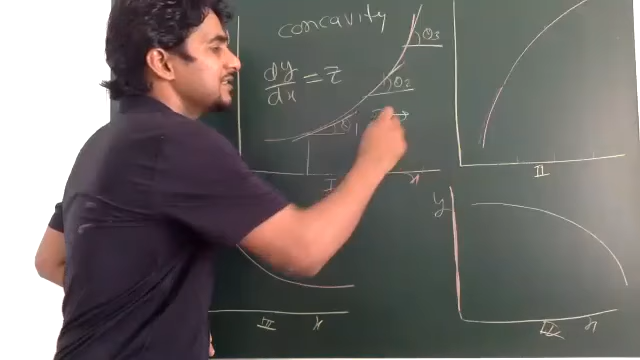 concavity
θ3
dy/dx = z
θ2
θ1
I
x
II
y
III
x
IV
x